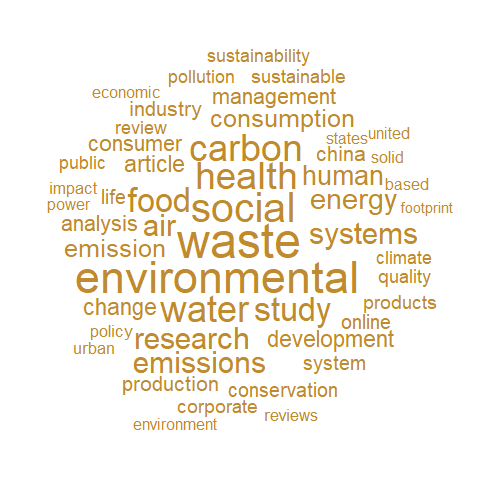 sustainability
pollution sustainable
economic management
industry consumption
review states united
consumer carbon china solid
public article health human based
impact life food social energy footprint
power
analysis air waste systems
emission climate
environmental quality
change water study products
policy online
urban research development
emissions system
production conservation
corporate reviews
environment